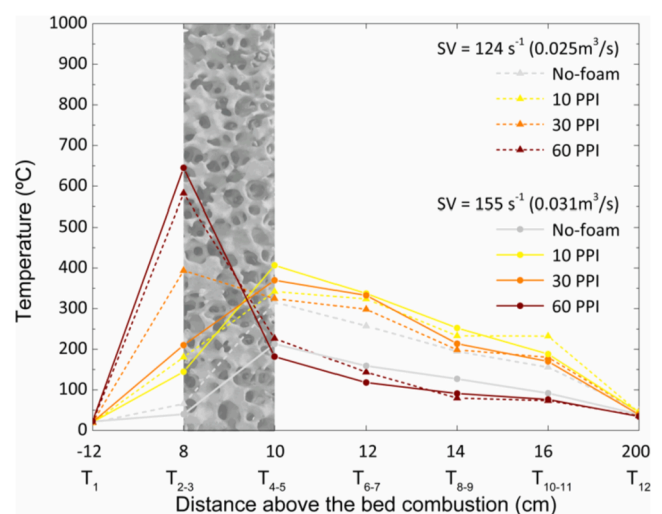 1000
900
800
700
600
500
400
300
200
100
0
Temperature (ºC)
SV = 124 s⁻¹ (0.025m³/s)
No-foam
10 PPI
30 PPI
60 PPI
SV = 155 s⁻¹ (0.031m³/s)
No-foam
10 PPI
30 PPI
60 PPI
-12 8 10 12 14 16 200
T₁ T₂₋₃ T₄₋₅ T₆₋₇ T₈₋₉ T₁₀₋₁₁ T₁₂
Distance above the bed combustion (cm)